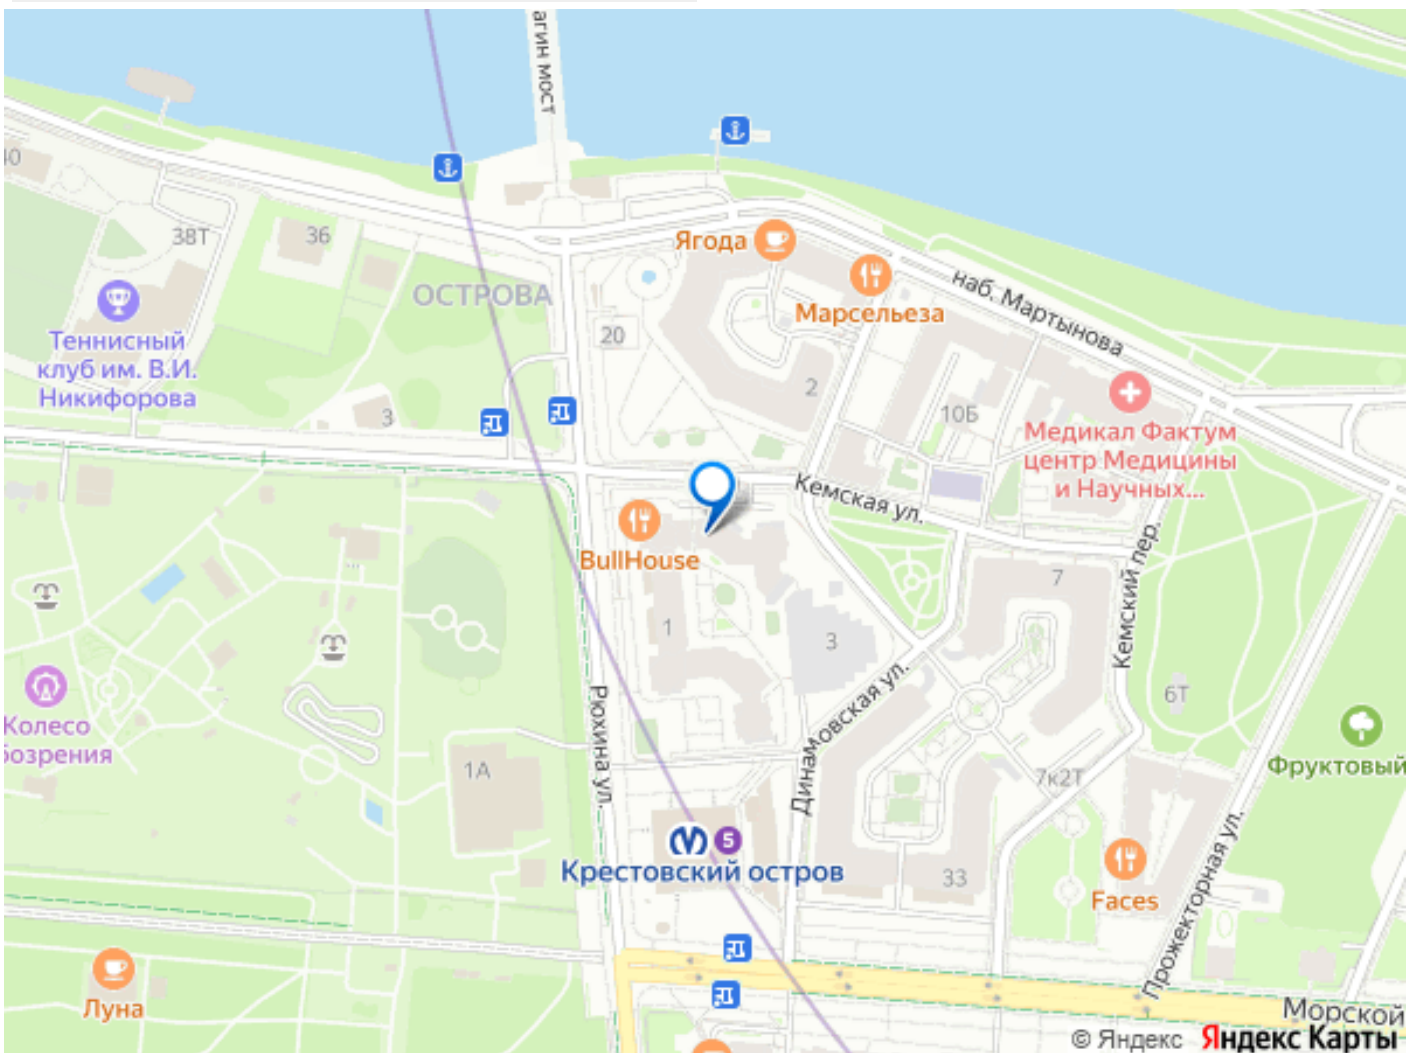 агин мост
40
38Т
36
ОСТРОВА
Ягода
наб. Мартынова
Марсельеза
20
Теннисный
клуб им. В.И.
Никифорова
3
2
10Б
Медикал Фактум
центр Медицины
и Научных...
Кемская ул.
BullHouse
7
Кемский пер.
1
3
6Т
Колесо
бозрения
Рюхина ул.
Динамовская ул.
1А
7к2Т
Фруктовый
М 5
Крестовский остров
33
Faces
Прожекторная ул.
Луна
Морской
© Яндекс Яндекс Карты